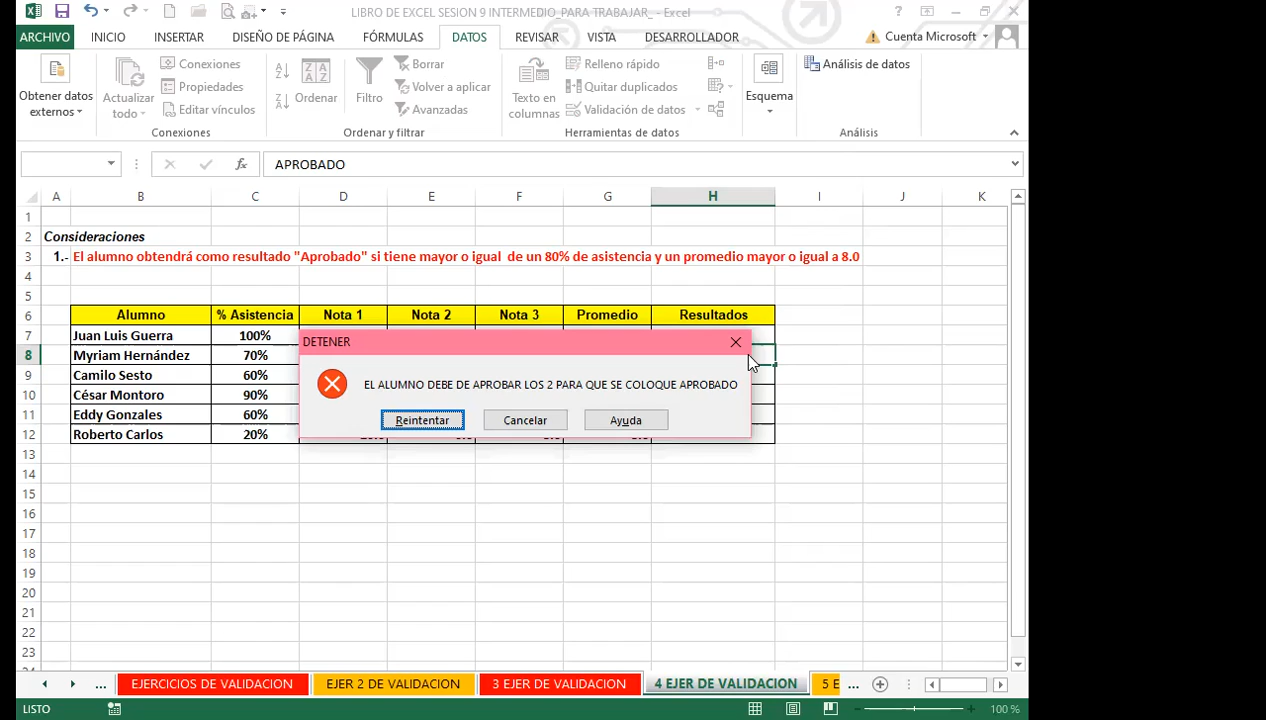 LIBRO DE EXCEL SESION 9 INTERMEDIO_PARA TRABAJAR_ - Excel
ARCHIVO INICIO INSERTAR DISEÑO DE PÁGINA FÓRMULAS DATOS REVISAR VISTA DESARROLLADOR Cuenta Microsoft
Obtener datos externos
Actualizar todo
Conexiones
Propiedades
Editar vínculos
Conexiones
Ordenar
Filtro
Borrar
Volver a aplicar
Avanzadas
Ordenar y filtrar
Texto en columnas
Relleno rápido
Quitar duplicados
Validación de datos
Herramientas de datos
Esquema
Análisis de datos
Análisis
fx APROBADO
A B C D E F G H I J K
1
2 Consideraciones
3 1.- El alumno obtendrá como resultado "Aprobado" si tiene mayor o igual de un 80% de asistencia y un promedio mayor o igual a 8.0
4
5
6 Alumno % Asistencia Nota 1 Nota 2 Nota 3 Promedio Resultados
7 Juan Luis Guerra 100%
8 Myriam Hernández 70%
9 Camilo Sesto 60%
10 César Montoro 90%
11 Eddy Gonzales 60%
12 Roberto Carlos 20%
13
14
15
16
17
18
19
20
21
22
23
DETENER
EL ALUMNO DEBE DE APROBAR LOS 2 PARA QUE SE COLOQUE APROBADO
Reintentar Cancelar Ayuda
... EJERCICIOS DE VALIDACION EJER 2 DE VALIDACION 3 EJER DE VALIDACION 4 EJER DE VALIDACION 5 E ...
LISTO 100 %